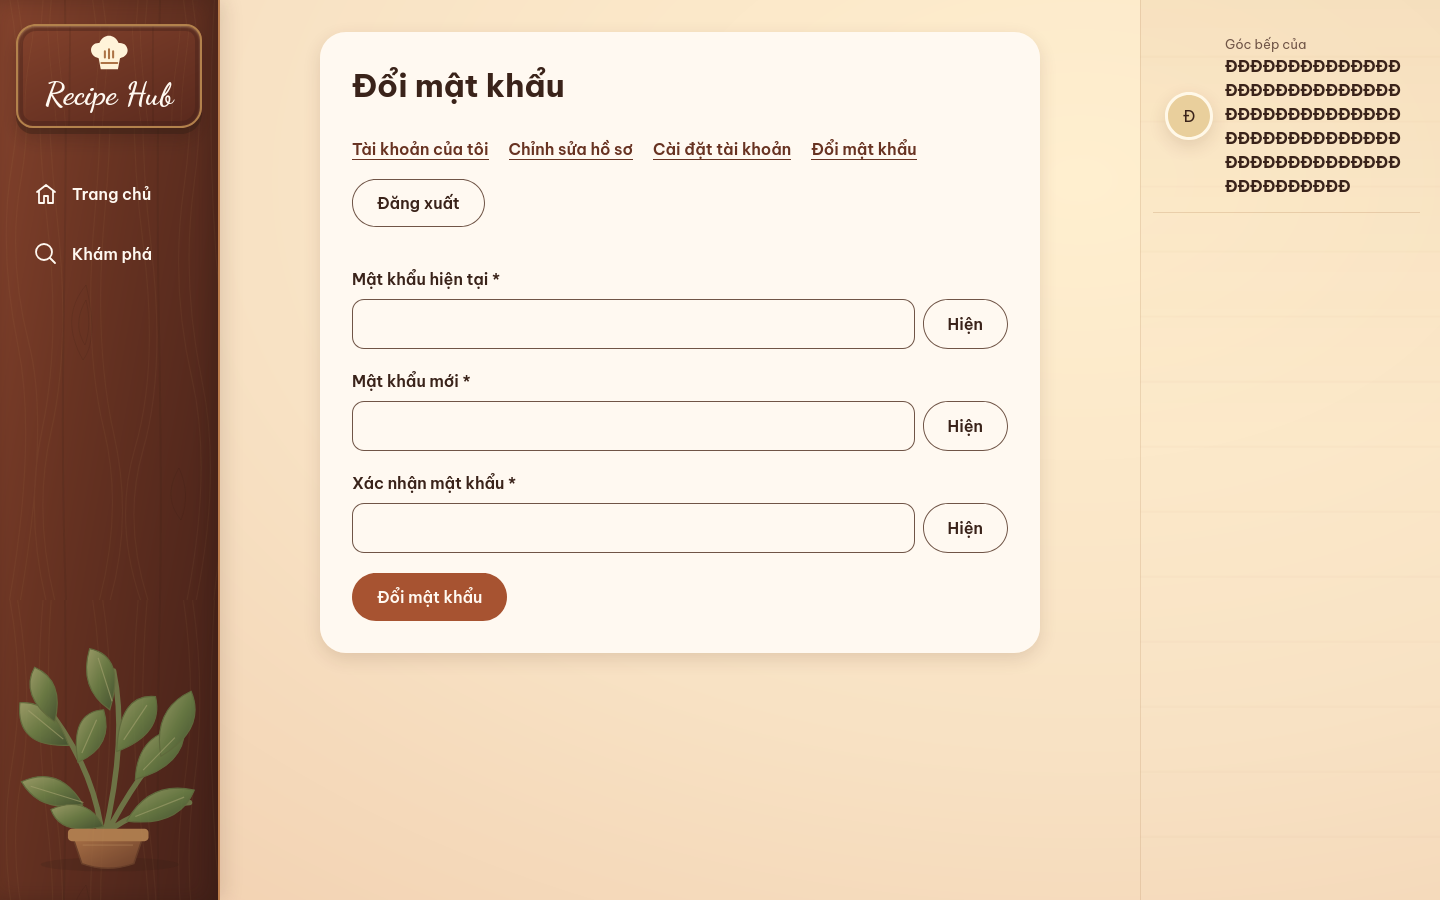 Recipe Hub
Trang chủ
Khám phá
Đổi mật khẩu
Tài khoản của tôi Chỉnh sửa hồ sơ Cài đặt tài khoản Đổi mật khẩu
Đăng xuất
Mật khẩu hiện tại *
Hiện
Mật khẩu mới *
Hiện
Xác nhận mật khẩu *
Hiện
Đổi mật khẩu
Góc bếp của
Đ
ĐĐĐĐĐĐĐĐĐĐĐĐĐĐ
ĐĐĐĐĐĐĐĐĐĐĐĐĐĐ
ĐĐĐĐĐĐĐĐĐĐĐĐĐĐ
ĐĐĐĐĐĐĐĐĐĐĐĐĐĐ
ĐĐĐĐĐĐĐĐĐĐĐĐĐĐ
ĐĐĐĐĐĐĐĐĐĐ